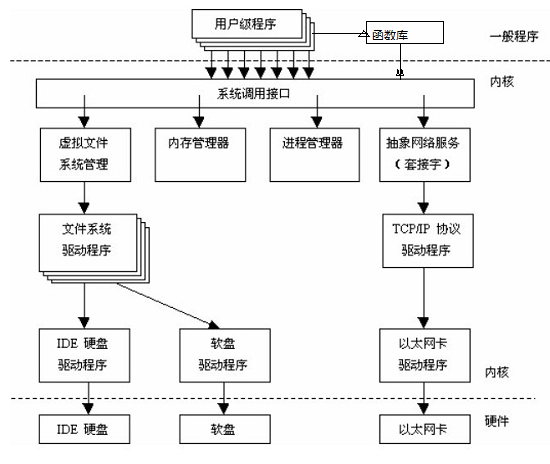 用户级程序
函数库
一般程序
内核
系统调用接口
虚拟文件
系统管理
内存管理器
进程管理器
抽象网络服务
（套接字）
文件系统
驱动程序
TCP/IP 协议
驱动程序
IDE 硬盘
驱动程序
软盘
驱动程序
以太网卡
驱动程序
内核
硬件
IDE 硬盘
软盘
以太网卡